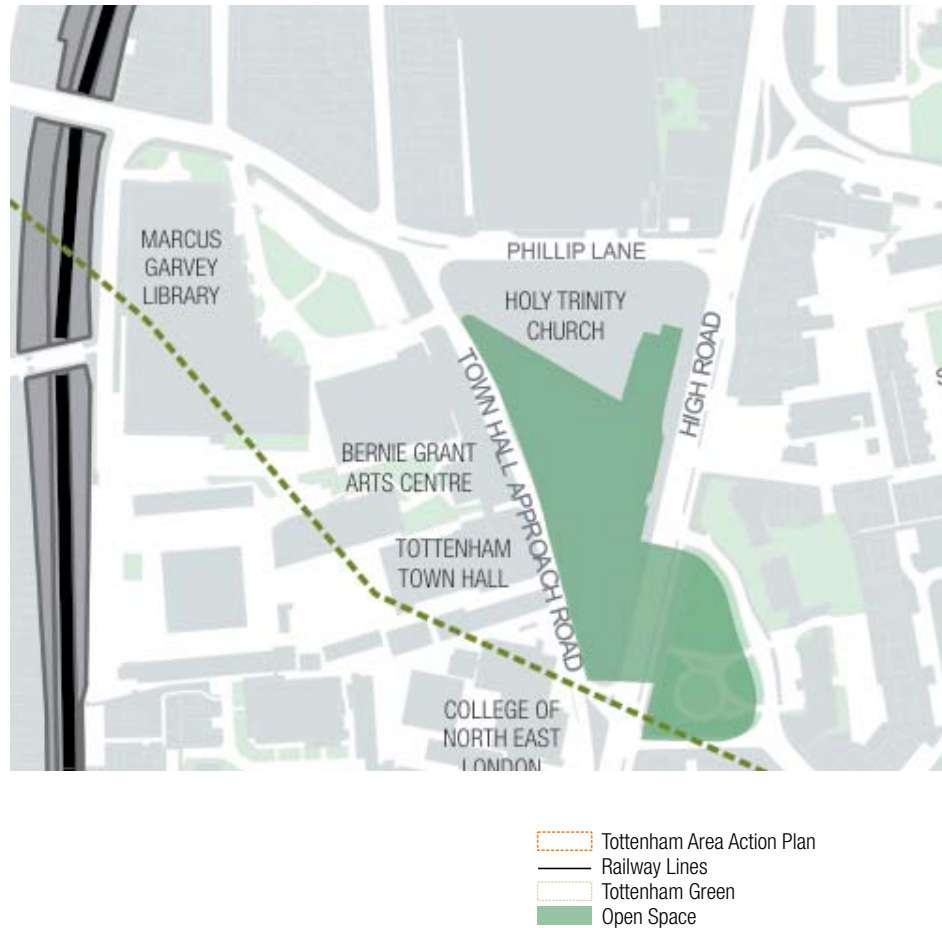 PHILLIP LANE
MARCUS
GARVEY
LIBRARY
HOLY TRINITY
CHURCH
HIGH ROAD
TOWN HALL APPROACH ROAD
BERNIE GRANT
ARTS CENTRE
TOTTENHAM
TOWN HALL
COLLEGE OF
NORTH EAST
LONDON
Tottenham Area Action Plan
Railway Lines
Tottenham Green
Open Space